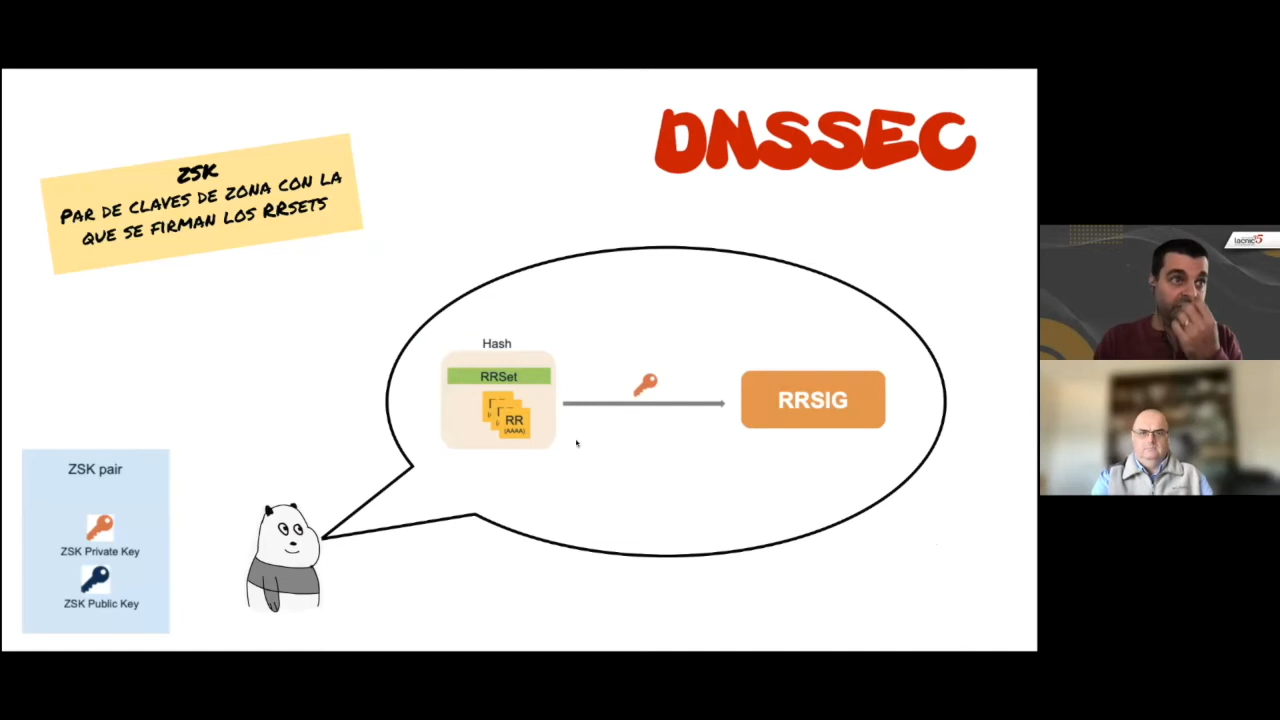 DNSSEC
ZSK
PAR DE CLAVES DE ZONA CON LA
QUE SE FIRMAN LOS RRSETS
Hash
RRSet
RR
(AAAA)
RRSIG
ZSK pair
ZSK Private Key
ZSK Public Key
lacnic